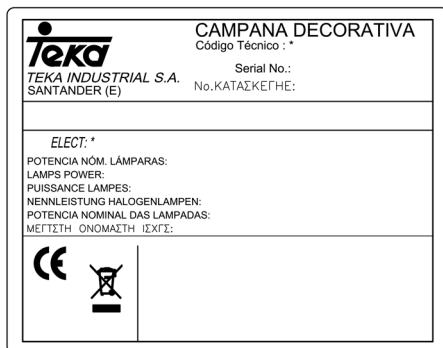 Teka
TEKA INDUSTRIAL S.A.
SANTANDER (E)
CAMPANA DECORATIVA
Código Técnico : *
Serial No.:
No.ΚΑΤΑΣΚΕΓΗΕ:
ELECT: *
POTENCIA NÓM. LÁMPARAS:
LAMPS POWER:
PUISSANCE LAMPES:
NENNLEISTUNG HALOGENLAMPEN:
POTENCIA NOMINAL DAS LAMPADAS:
ΜΕΓΤΣΤΗ ΟΝΟΜΑΣΤΗ ΙΣΧΓΣ:
CE